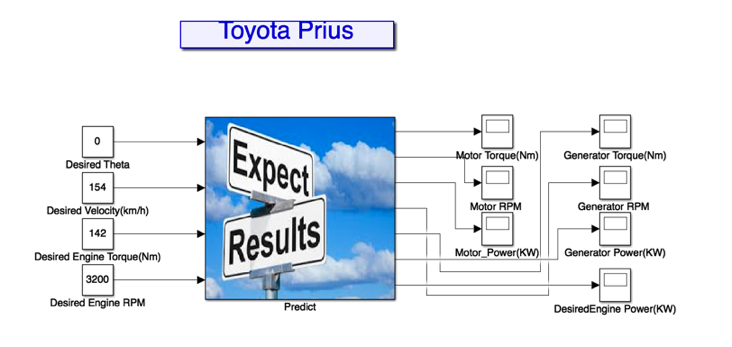 Toyota Prius
0
Desired Theta
154
Desired Velocity(km/h)
142
Desired Engine Torque(Nm)
3200
Desired Engine RPM
Expect
Results
Predict
Motor Torque(Nm)
Motor RPM
Motor_Power(KW)
Generator Torque(Nm)
Generator RPM
Generator Power(KW)
DesiredEngine Power(KW)